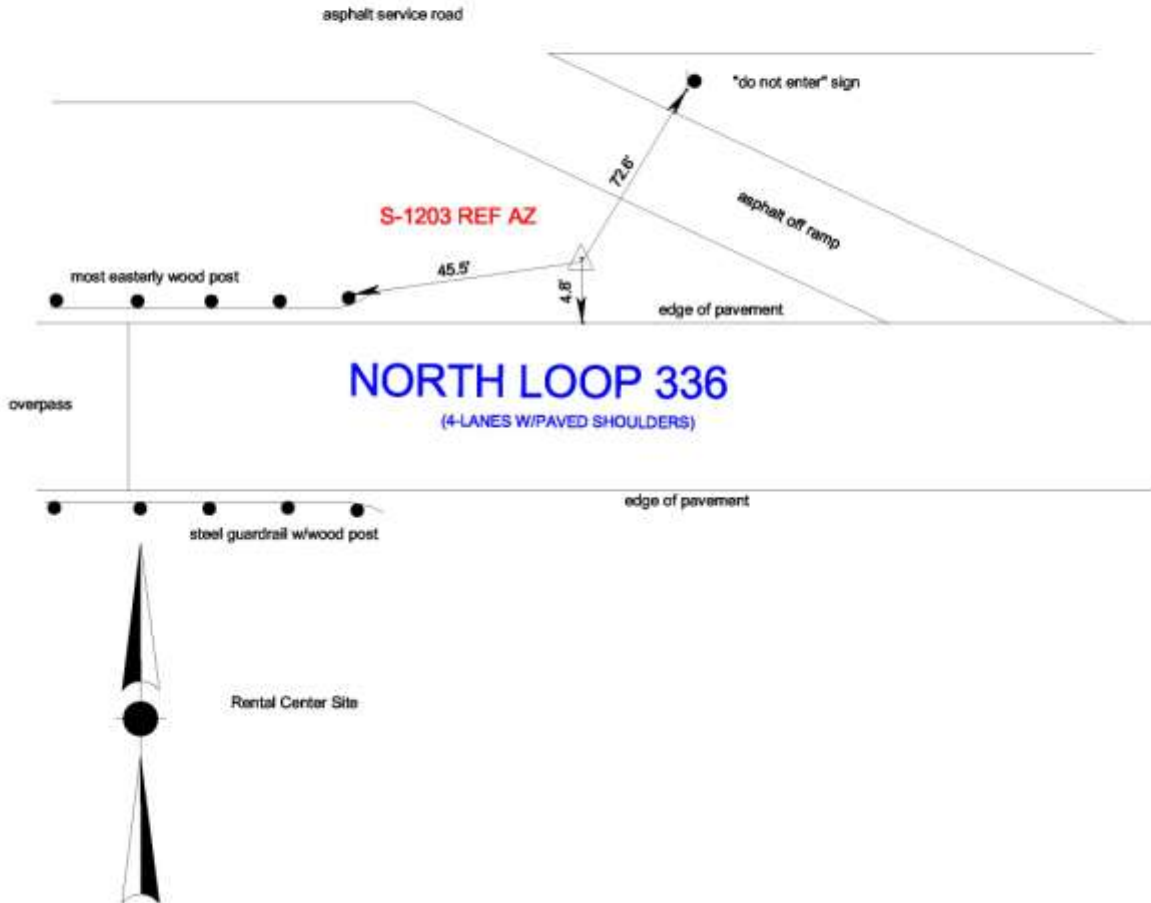 asphalt service road
"do not enter" sign
72.6'
asphalt off ramp
S-1203 REF AZ
45.5'
most easterly wood post
4.8'
edge of pavement
NORTH LOOP 336
(4-LANES W/PAVED SHOULDERS)
overpass
edge of pavement
steel guardrail w/wood post
Rental Center Site